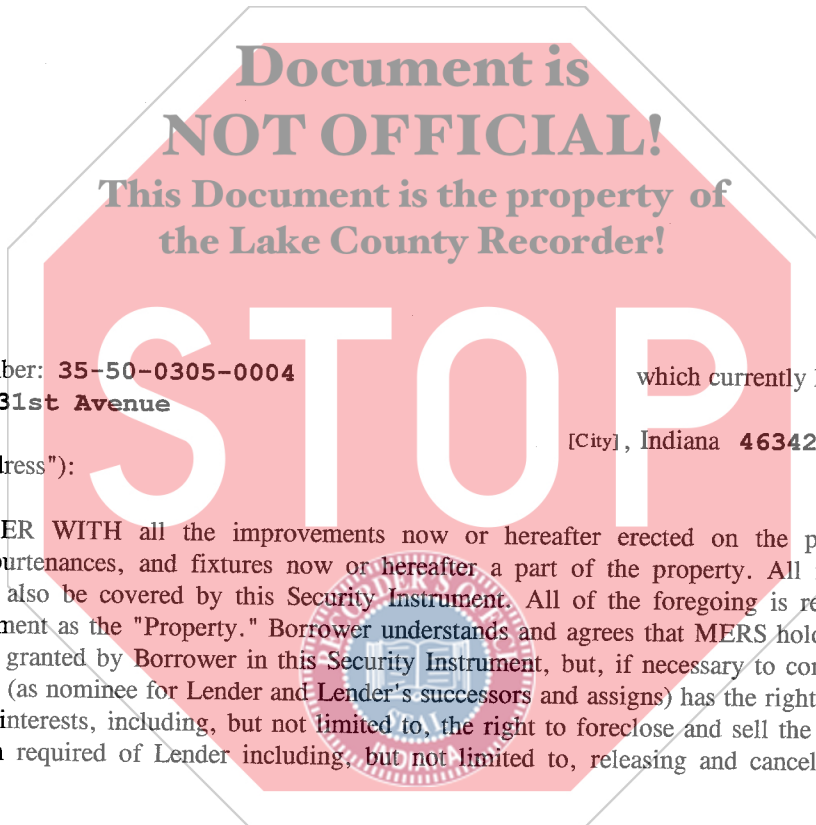 Document is
NOT OFFICIAL!
This Document is the property of
the Lake County Recorder!
STOP
ber: 35-50-0305-0004 which currently
31st Avenue
[City], Indiana 46342
dress"):
ER WITH all the improvements now or hereafter erected on the p
urtenances, and fixtures now or hereafter a part of the property. All
also be covered by this Security Instrument. All of the foregoing is re
ment as the "Property." Borrower understands and agrees that MERS hold
granted by Borrower in this Security Instrument, but, if necessary to com
(as nominee for Lender and Lender's successors and assigns) has the right
interests, including, but not limited to, the right to foreclose and sell the
required of Lender including, but not limited to, releasing and cancel
SEAL
INDIANA